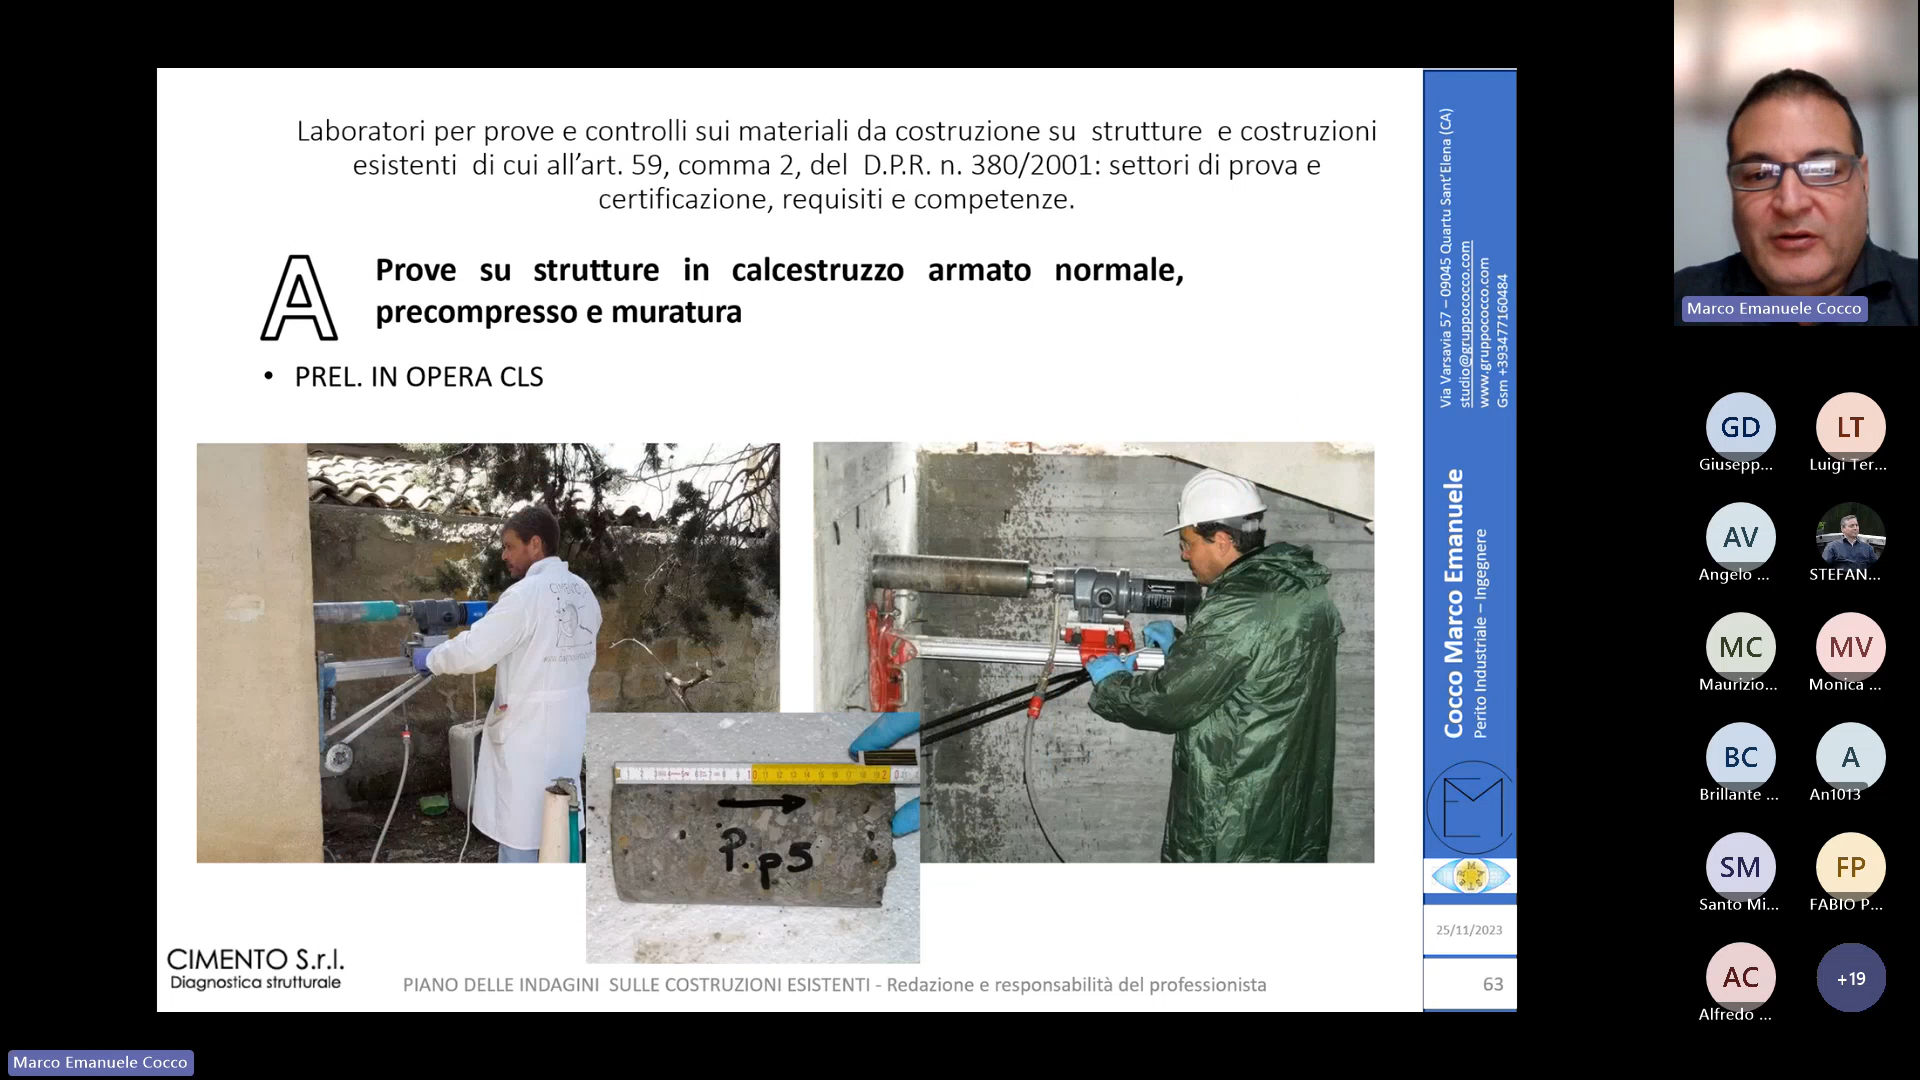 Laboratori per prove e controlli sui materiali da costruzione su strutture e costruzioni
esistenti di cui all’art. 59, comma 2, del D.P.R. n. 380/2001: settori di prova e
certificazione, requisiti e competenze.
A
Prove su strutture in calcestruzzo armato normale,
precompresso e muratura
• PREL. IN OPERA CLS
P.p5
CIMENTO S.r.l.
Diagnostica strutturale
PIANO DELLE INDAGINI SULLE COSTRUZIONI ESISTENTI - Redazione e responsabilità del professionista
Via Varsavia 57 – 09045 Quartu Sant’Elena (CA)
studio@gruppococco.com
www.gruppococco.com
Gsm +393477160484
Cocco Marco Emanuele
Perito Industriale – Ingegnere
25/11/2023
63
Marco Emanuele Cocco
GD
Giusepp...
LT
Luigi Ter...
AV
Angelo ...
STEFAN...
MC
Maurizio...
MV
Monica ...
BC
Brillante ...
A
An1013
SM
Santo Mi...
FP
FABIO P...
AC
Alfredo ...
+19
Marco Emanuele Cocco